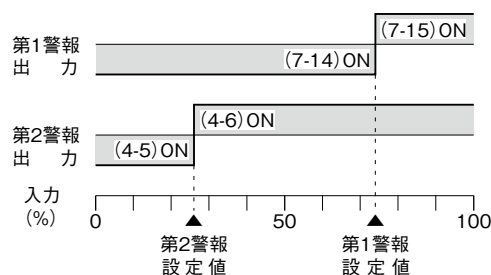 第1警報
出　力
(7-15)ON
(7-14)ON
第2警報
出　力
(4-6)ON
(4-5)ON
入力
(%)
0
50
100
第2警報
設定値
第1警報
設定値